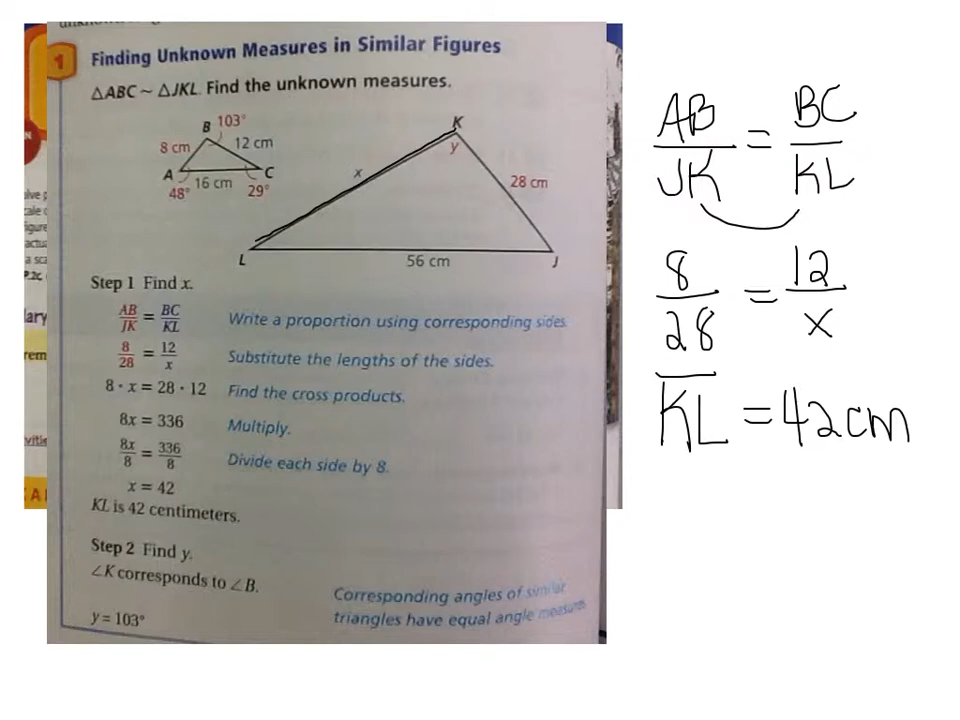 1 Finding Unknown Measures in Similar Figures
△ABC ~ △JKL. Find the unknown measures.
B 103°
8 cm 12 cm
A 16 cm C
48° 29°
K
y
x
28 cm
L 56 cm J
Step 1 Find x.
AB/JK = BC/KL Write a proportion using corresponding sides.
8/28 = 12/x Substitute the lengths of the sides.
8 · x = 28 · 12 Find the cross products.
8x = 336 Multiply.
8x/8 = 336/8 Divide each side by 8.
x = 42
KL is 42 centimeters.
Step 2 Find y.
∠K corresponds to ∠B.
Corresponding angles of similar
triangles have equal angle measures.
y = 103°
AB/JK = BC/KL
8/28 = 12/x
K̅L̅ = 42cm